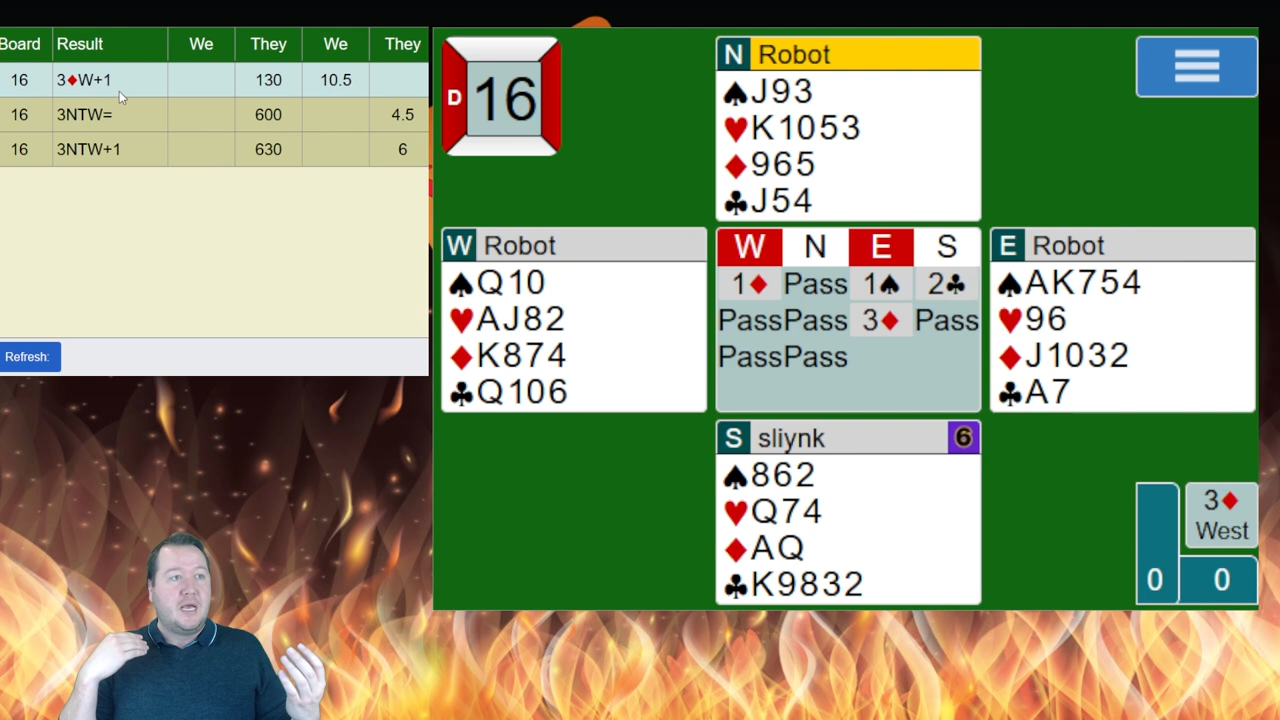 Board Result We They We They
16 3♦W+1 130 10.5
16 3NTW= 600 4.5
16 3NTW+1 630 6
Refresh:
D 16
N Robot
♠J93
♥K1053
♦965
♣J54
W Robot
♠Q10
♥AJ82
♦K874
♣Q106
W N E S
1♦ Pass 1♠ 2♣
Pass Pass 3♦ Pass
Pass Pass
E Robot
♠AK754
♥96
♦J1032
♣A7
S sliynk 6
♠862
♥Q74
♦AQ
♣K9832
3♦
West
0 0